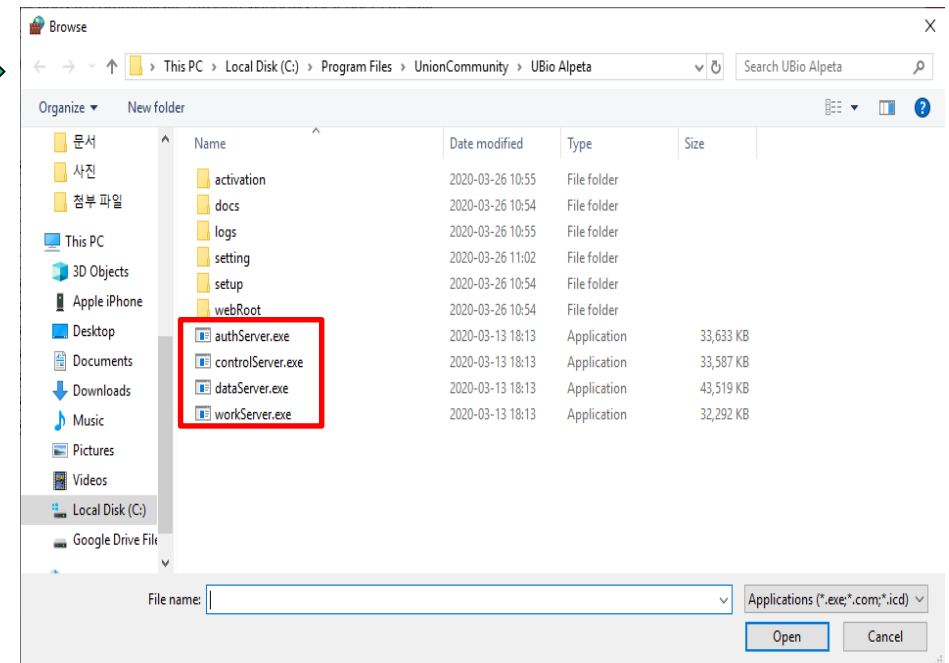 Browse
This PC > Local Disk (C:) > Program Files > UnionCommunity > UBio Alpeta
Search UBio Alpeta
Organize New folder
Name Date modified Type Size
문서
사진
첨부 파일
This PC
3D Objects
Apple iPhone
Desktop
Documents
Downloads
Music
Pictures
Videos
Local Disk (C:)
Google Drive File
activation 2020-03-26 10:55 File folder
docs 2020-03-26 10:54 File folder
logs 2020-03-26 10:55 File folder
setting 2020-03-26 11:02 File folder
setup 2020-03-26 10:54 File folder
webRoot 2020-03-26 10:54 File folder
authServer.exe 2020-03-13 18:13 Application 33,633 KB
controlServer.exe 2020-03-13 18:13 Application 33,587 KB
dataServer.exe 2020-03-13 18:13 Application 43,519 KB
workServer.exe 2020-03-13 18:13 Application 32,292 KB
File name: Applications (*.exe;*.com;*.icd)
Open Cancel